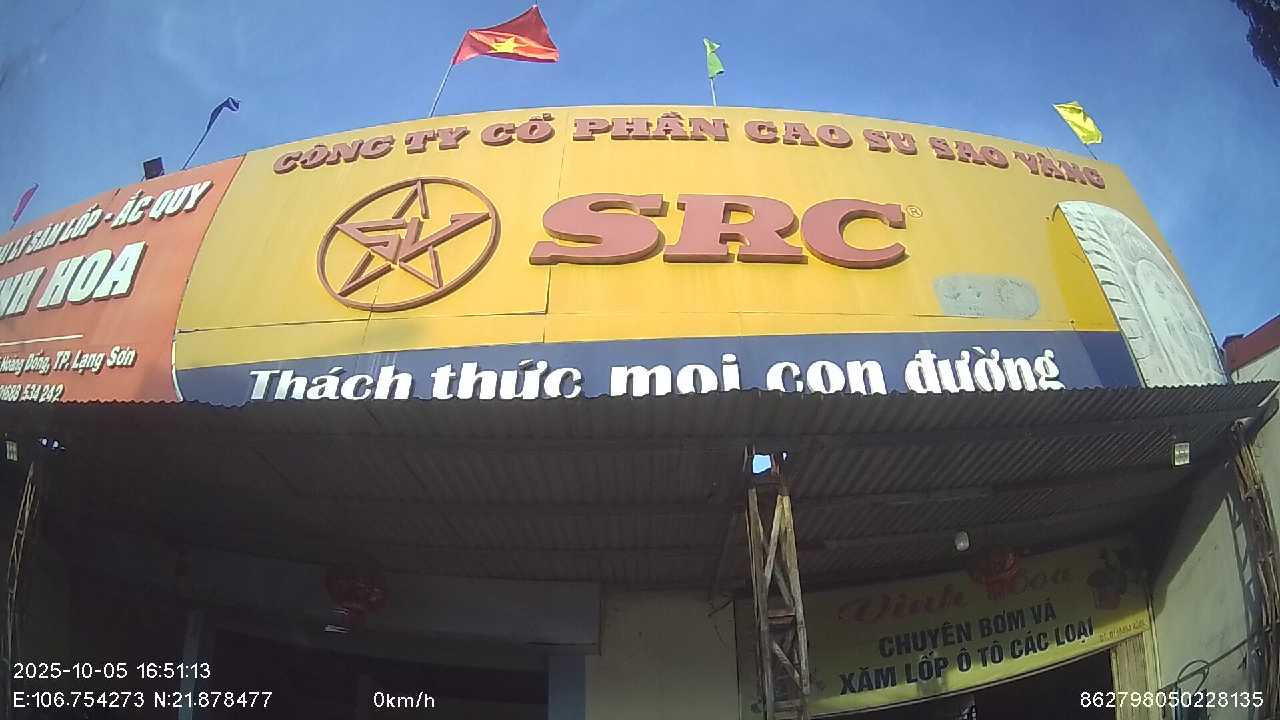 CÔNG TY CỔ PHẦN CAO SU SAO VÀNG
SRC®
Thách thức mọi con đường
LÝ SĂM LỐP - ẮC QUY
NH HOA
Hoàng Đồng, TP. Lạng Sơn
0688 534 242
Vinh Hoa
CHUYÊN BƠM VÁ
XĂM LỐP Ô TÔ CÁC LOẠI
2025-10-05 16:51:13
E:106.754273 N:21.878477
0km/h
862798050228135